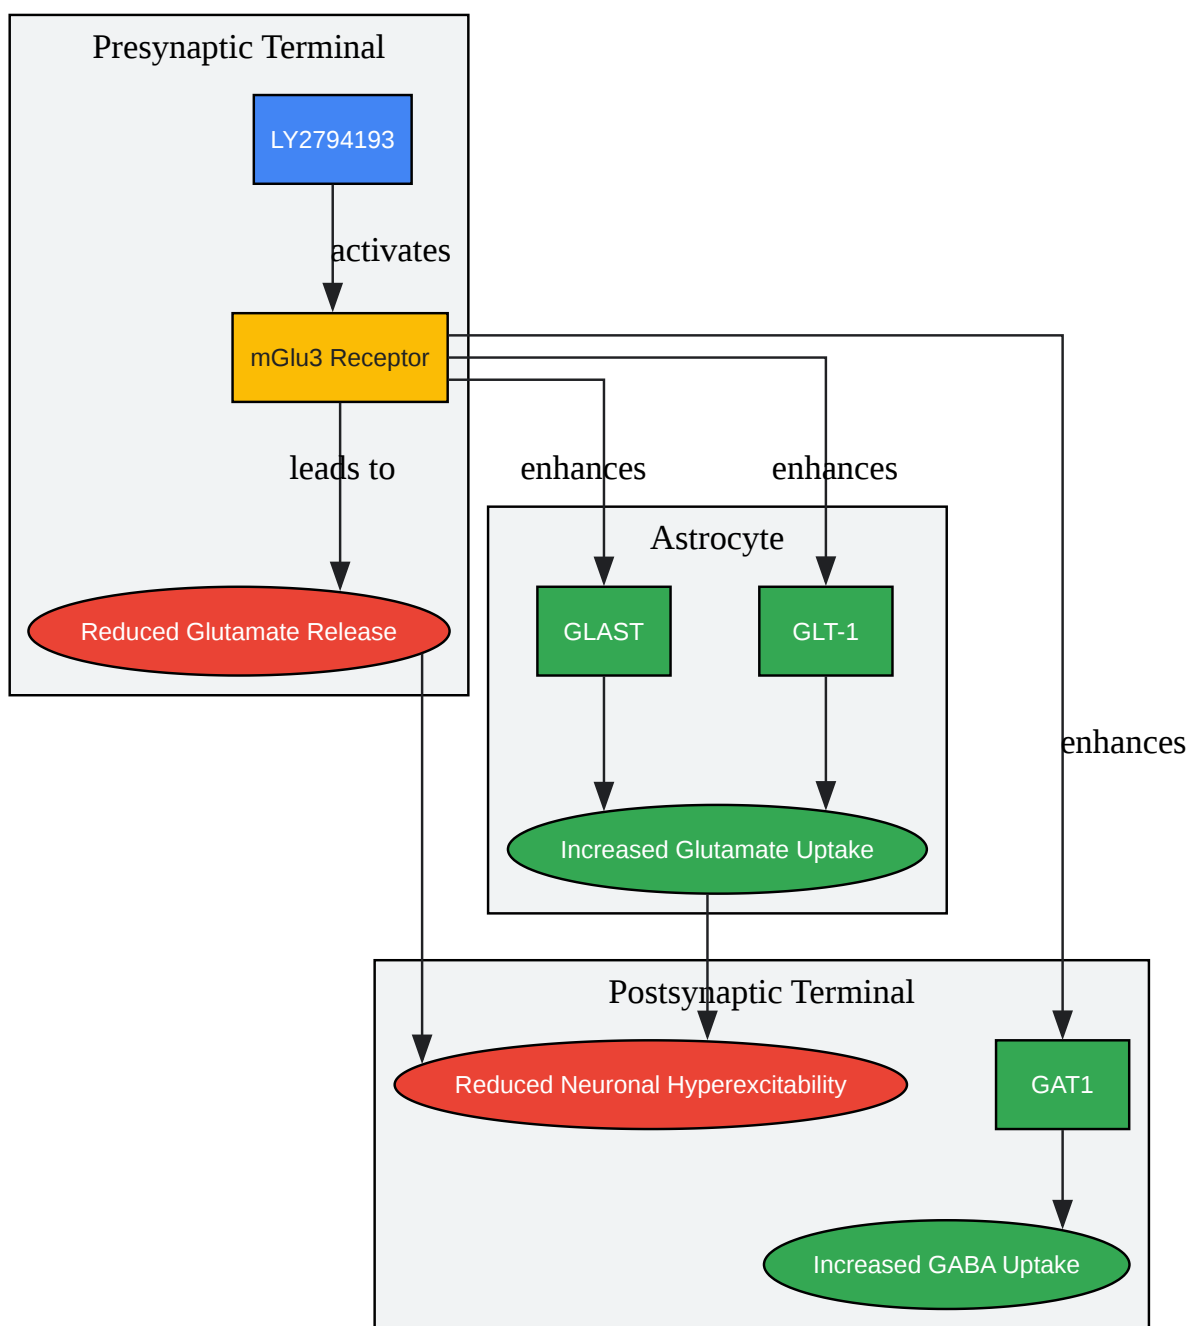 Presynaptic Terminal
LY2794193
activates
mGlu3 Receptor
leads to
enhances
enhances
Astrocyte
Reduced Glutamate Release
GLAST
GLT-1
enhances
Increased Glutamate Uptake
Postsynaptic Terminal
Reduced Neuronal Hyperexcitability
GAT1
Increased GABA Uptake